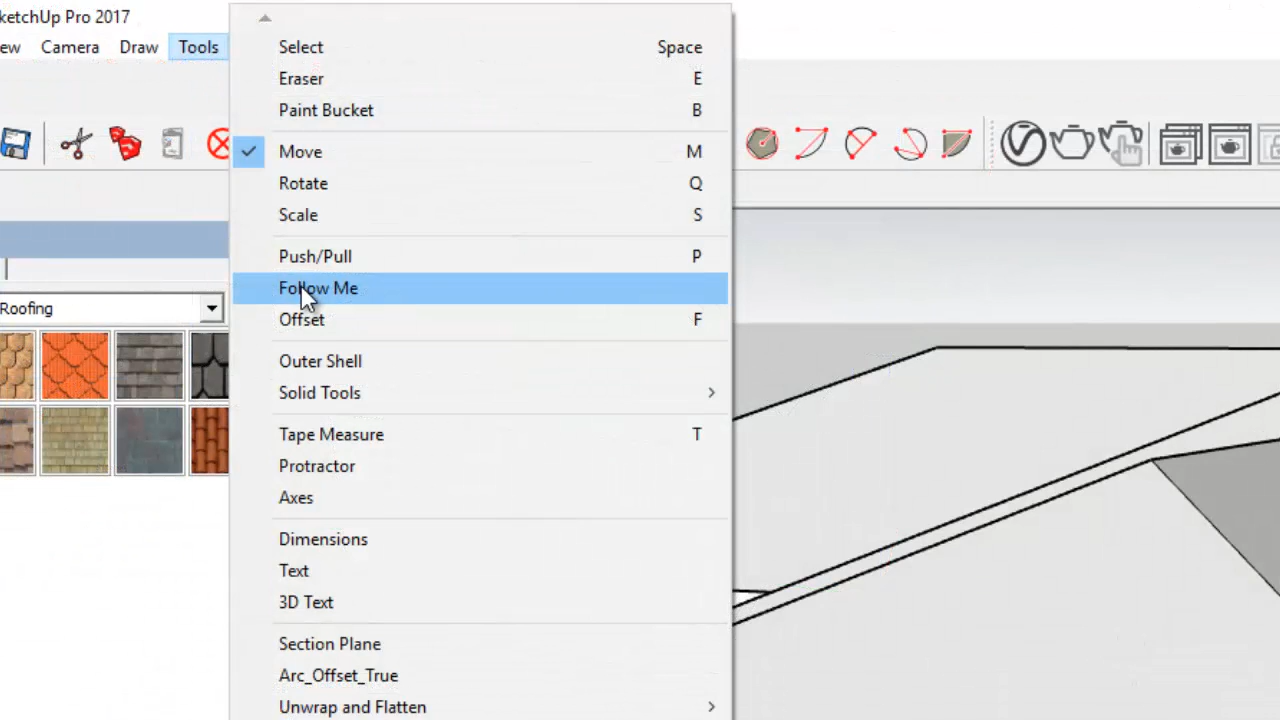 ketchUp Pro 2017
ew Camera Draw Tools
Select Space
Eraser E
Paint Bucket B
Move M
Rotate Q
Scale S
Push/Pull P
Follow Me
Offset F
Outer Shell
Solid Tools
Tape Measure T
Protractor
Axes
Dimensions
Text
3D Text
Section Plane
Arc_Offset_True
Unwrap and Flatten
Roofing